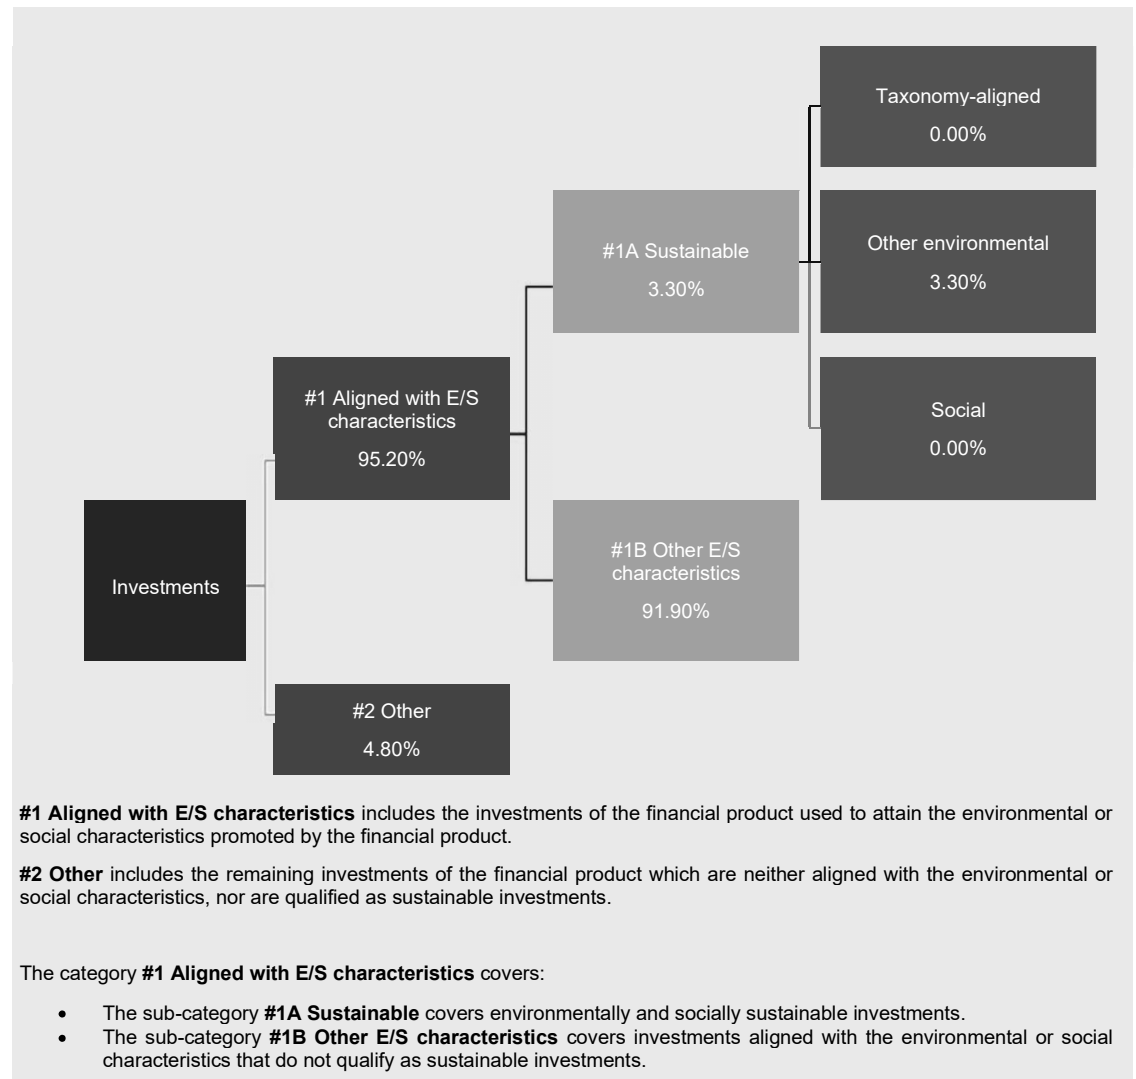 Taxonomy-aligned
0.00%
#1A Sustainable
3.30%
Other environmental
3.30%
#1 Aligned with E/S
characteristics
95.20%
Social
0.00%
Investments
#1B Other E/S
characteristics
91.90%
#2 Other
4.80%
#1 Aligned with E/S characteristics includes the investments of the financial product used to attain the environmental or
social characteristics promoted by the financial product.
#2 Other includes the remaining investments of the financial product which are neither aligned with the environmental or
social characteristics, nor are qualified as sustainable investments.
The category #1 Aligned with E/S characteristics covers:
• The sub-category #1A Sustainable covers environmentally and socially sustainable investments.
• The sub-category #1B Other E/S characteristics covers investments aligned with the environmental or social
characteristics that do not qualify as sustainable investments.